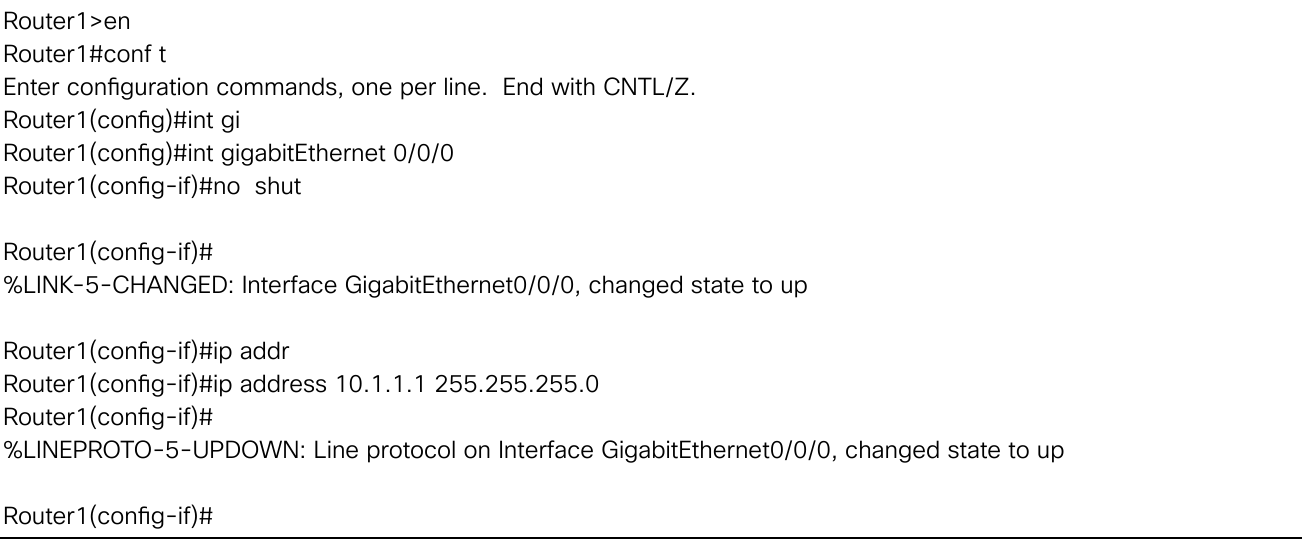 Router1>en
Router1#conf t
Enter configuration commands, one per line.  End with CNTL/Z.
Router1(config)#int gi
Router1(config)#int gigabitEthernet 0/0/0
Router1(config-if)#no  shut
Router1(config-if)#
%LINK-5-CHANGED: Interface GigabitEthernet0/0/0, changed state to up
Router1(config-if)#ip addr
Router1(config-if)#ip address 10.1.1.1 255.255.255.0
Router1(config-if)#
%LINEPROTO-5-UPDOWN: Line protocol on Interface GigabitEthernet0/0/0, changed state to up
Router1(config-if)#